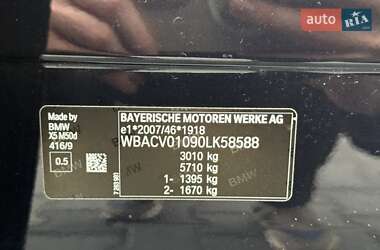 auto RIA
Made by
BMW
X5 M50d
416/9
0.5
BAYERISCHE MOTOREN WERKE AG
e1*2007/46*1918
WBACV01090LK58588
3010 kg
5710 kg
1- 1395 kg
2- 1670 kg
BMW
BMW